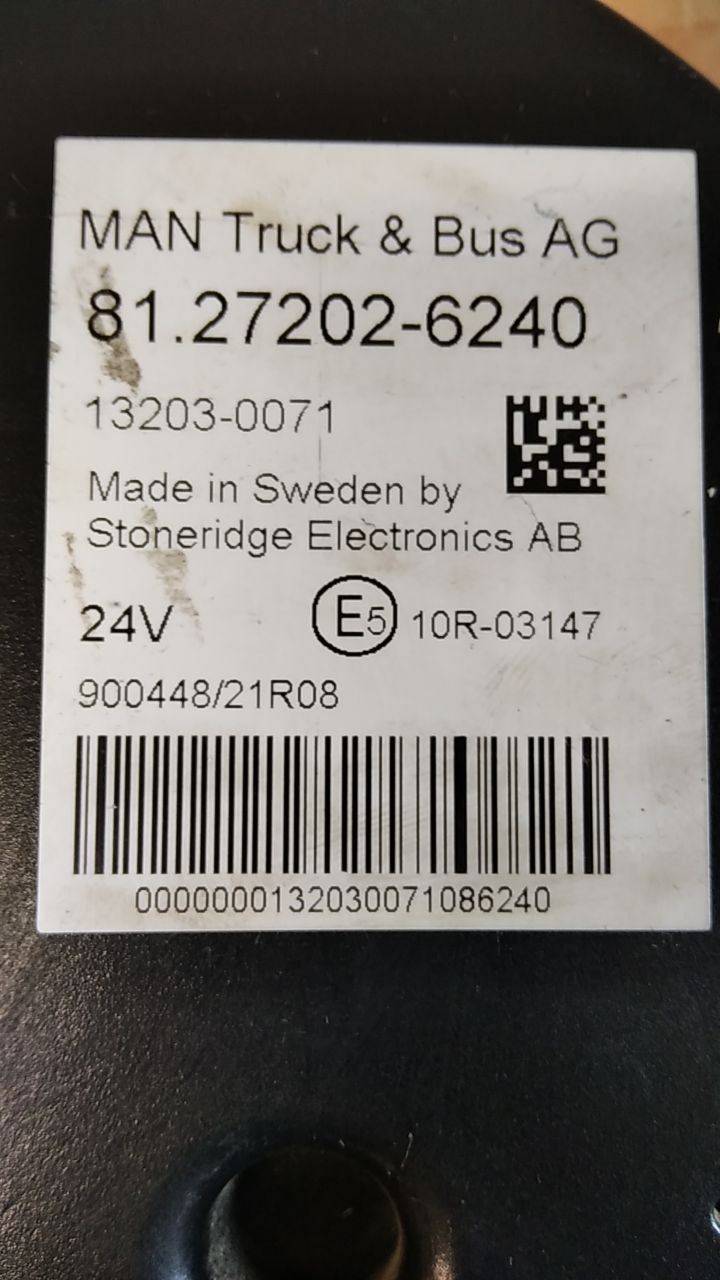 MAN Truck & Bus AG
81.27202-6240
13203-0071
Made in Sweden by
Stoneridge Electronics AB
24V E5 10R-03147
900448/21R08
0000000132030071086240